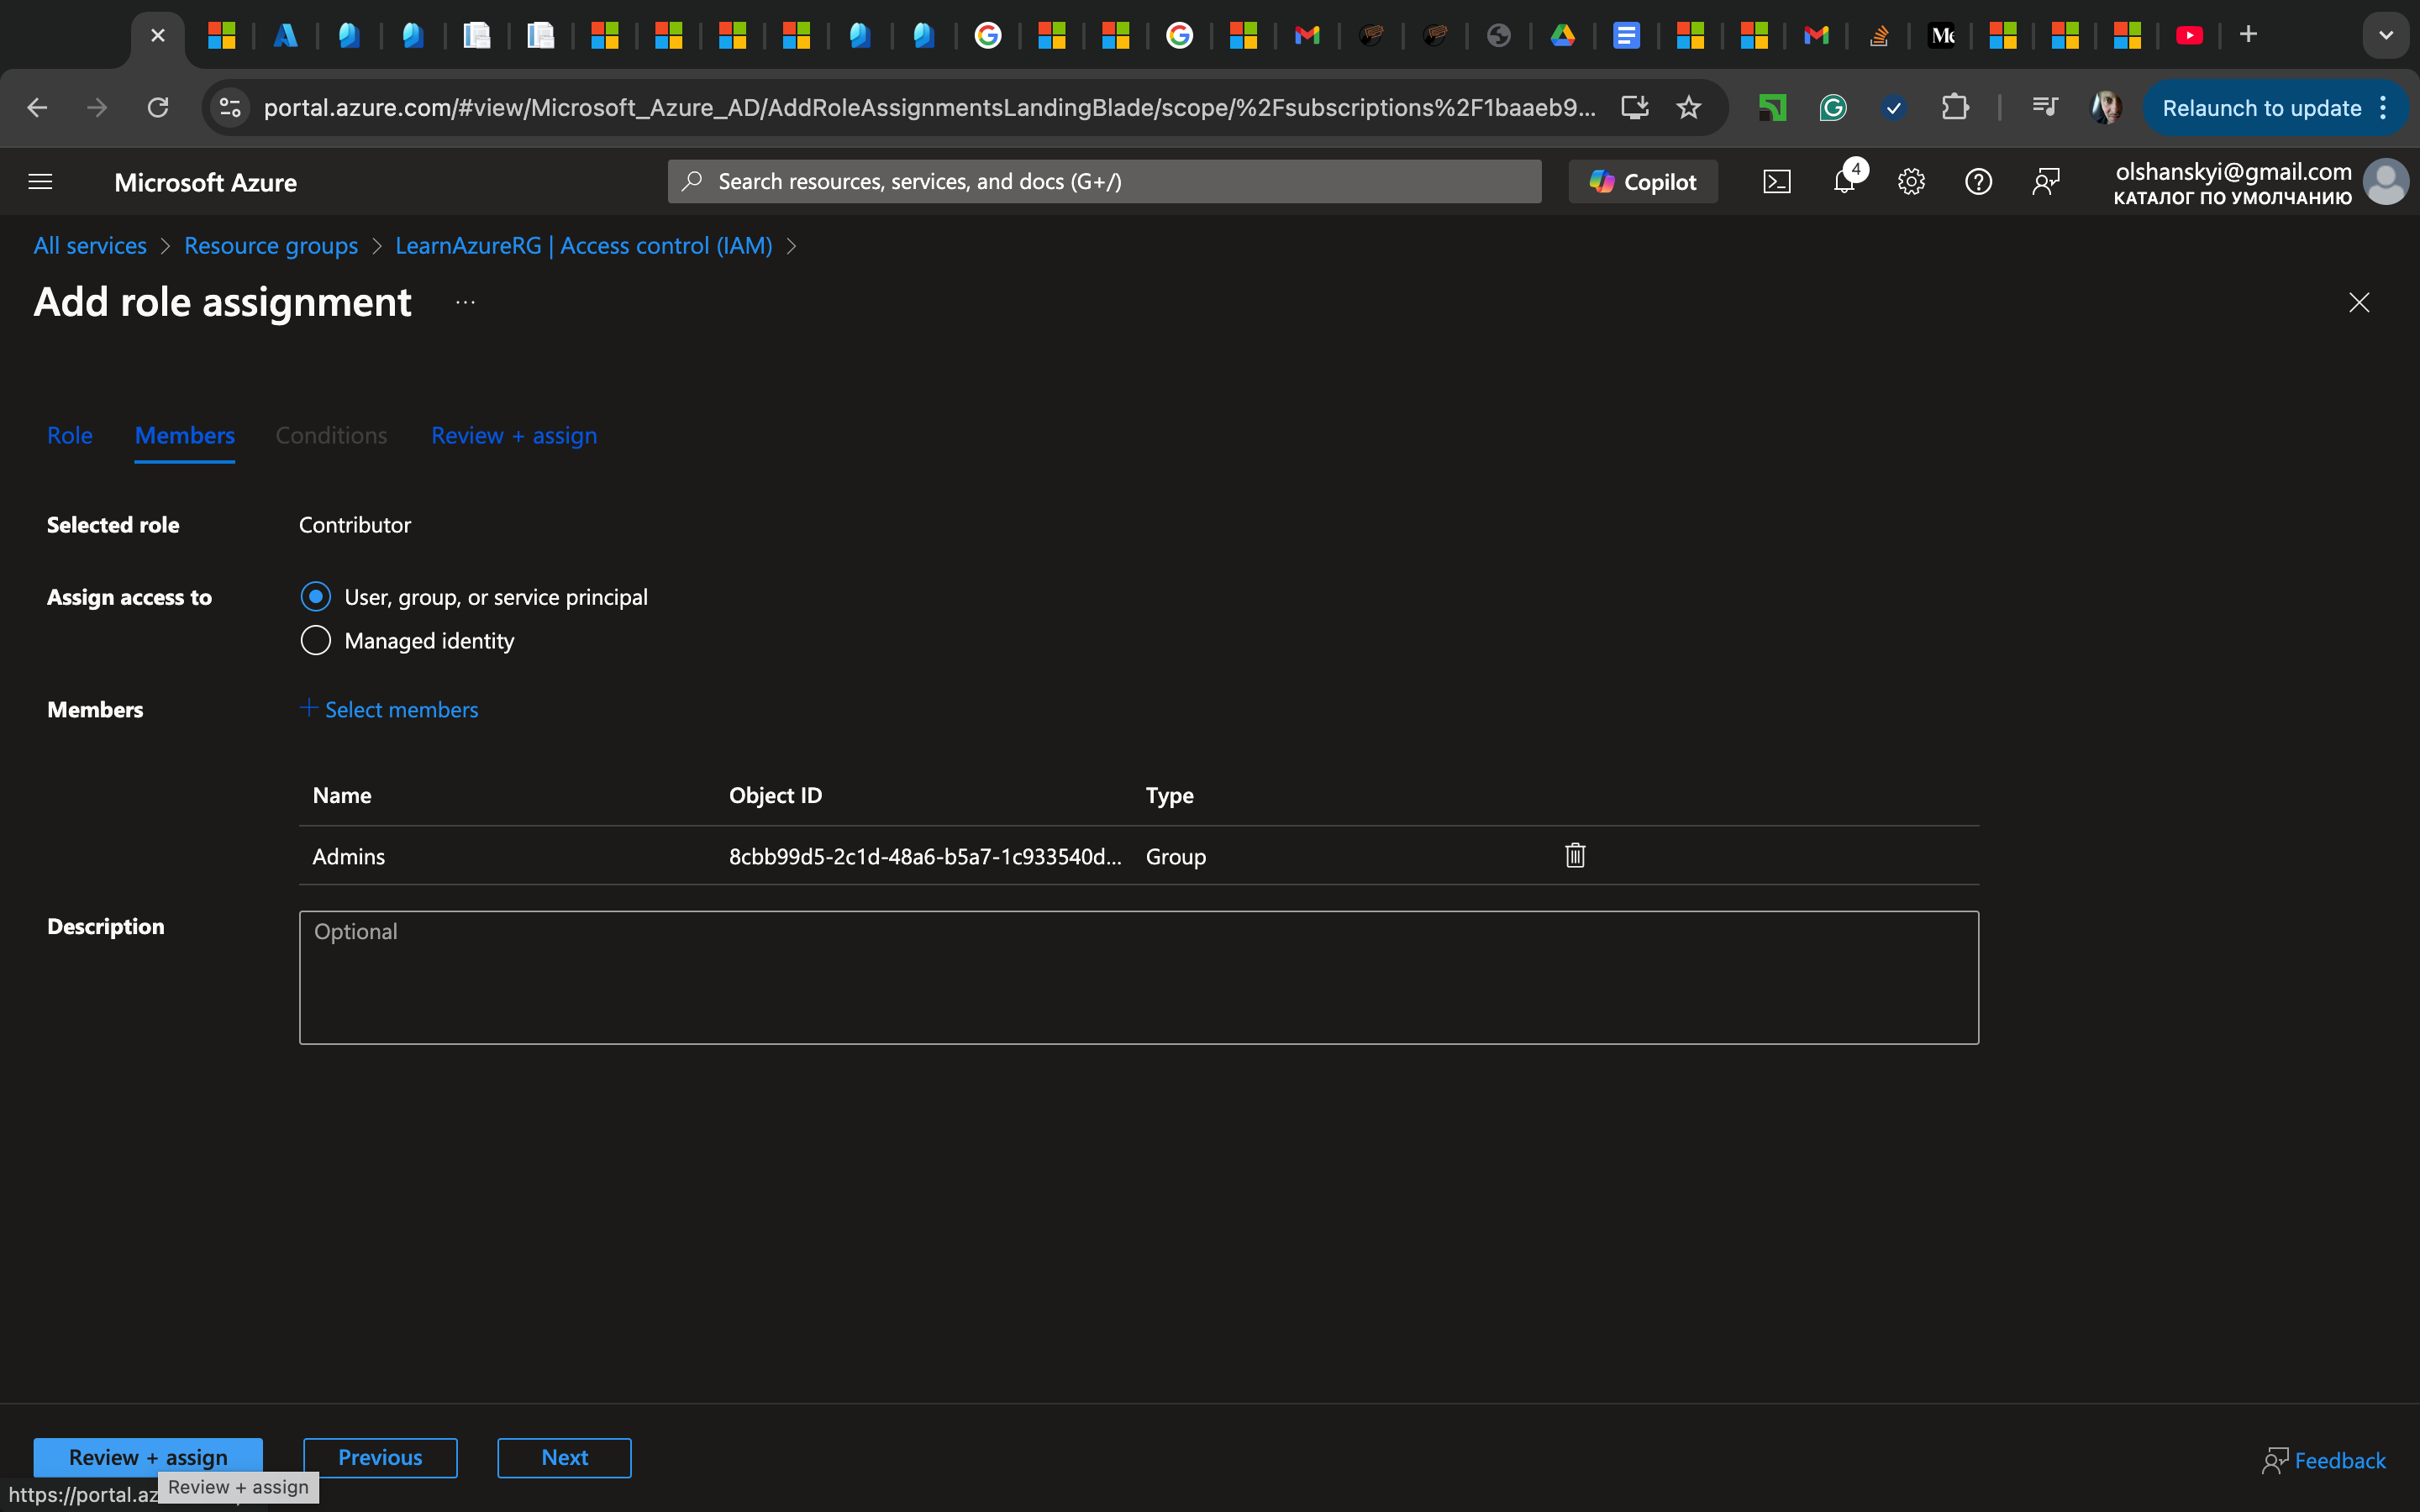 portal.azure.com/#view/Microsoft_Azure_AD/AddRoleAssignmentsLandingBlade/scope/%2Fsubscriptions%2F1baaeb9...
Relaunch to update
Microsoft Azure
Search resources, services, and docs (G+/)
Copilot
4
olshanskyi@gmail.com
КАТАЛОГ ПО УМОЛЧАНИЮ
All services > Resource groups > LearnAzureRG | Access control (IAM) >
Add role assignment ...
Role Members Conditions Review + assign
Selected role Contributor
Assign access to User, group, or service principal
Managed identity
Members + Select members
Name Object ID Type
Admins 8cbb99d5-2c1d-48a6-b5a7-1c933540d... Group
Description Optional
Review + assign Previous Next Feedback
Review + assign
https://portal.az